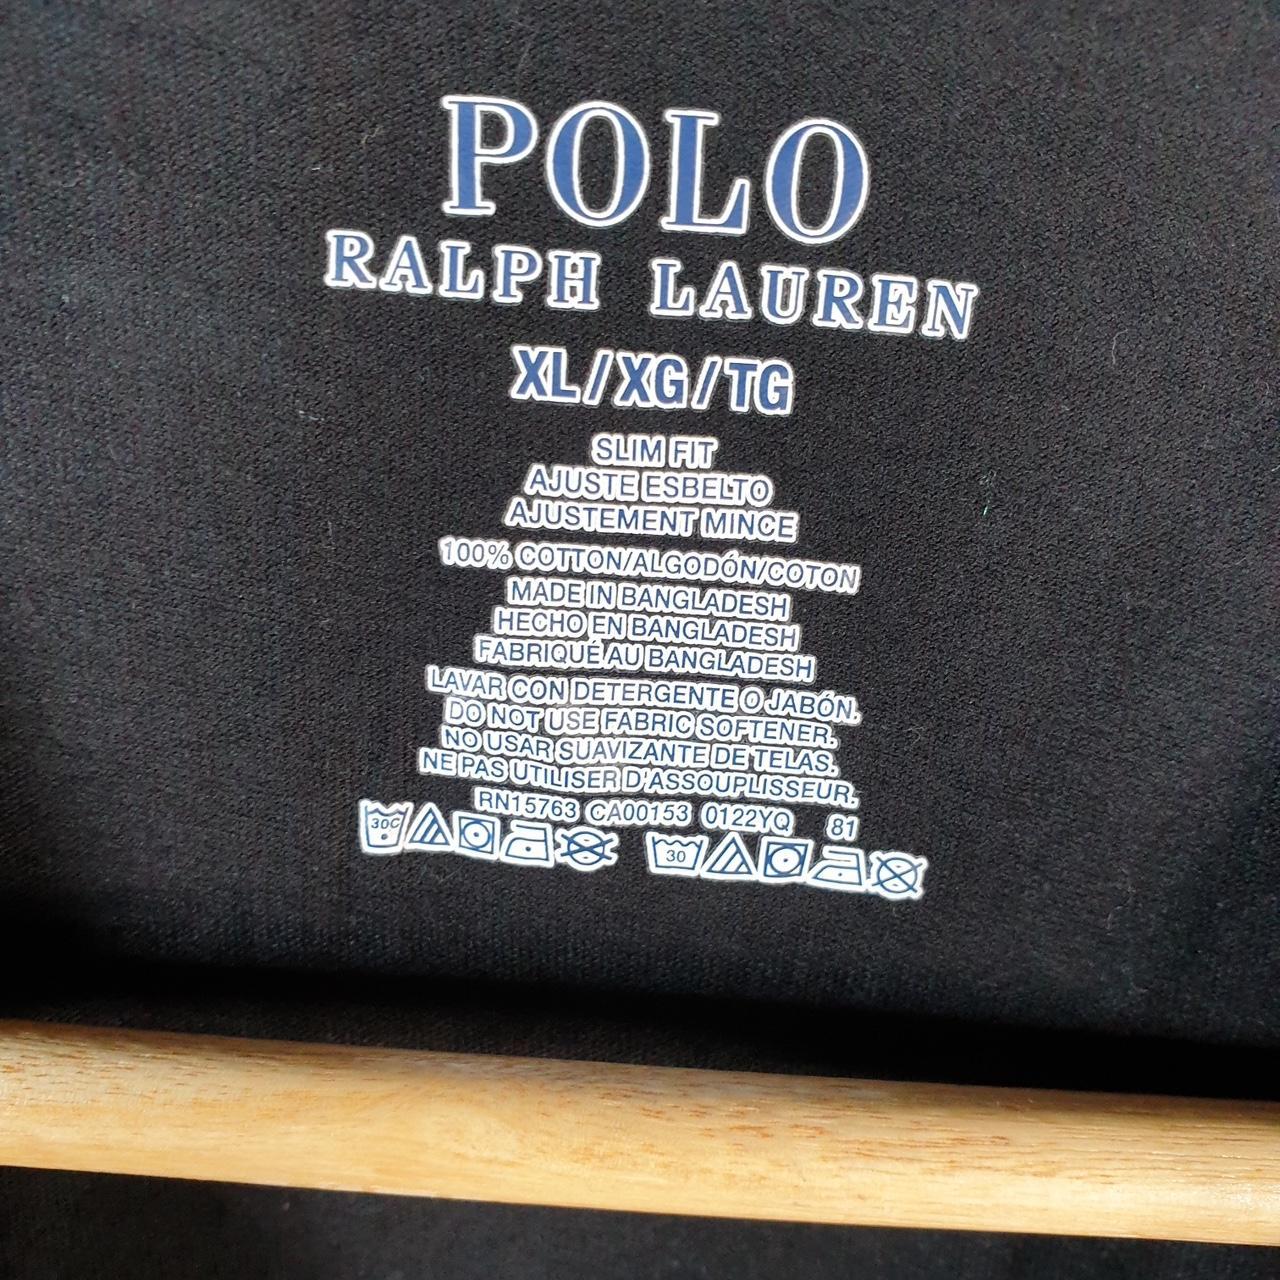 POLO
RALPH LAUREN
XL/XG/TG
SLIM FIT
AJUSTE ESBELTO
AJUSTEMENT MINCE
100% COTTON/ALGODÓN/COTON
MADE IN BANGLADESH
HECHO EN BANGLADESH
FABRIQUÉ AU BANGLADESH
LAVAR CON DETERGENTE O JABÓN.
DO NOT USE FABRIC SOFTENER.
NO USAR SUAVIZANTE DE TELAS.
NE PAS UTILISER D'ASSOUPLISSEUR.
RN15763 CA00153 0122YQ 81
30C 30